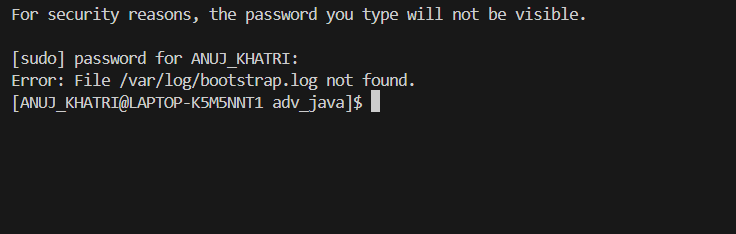 For security reasons, the password you type will not be visible.
[sudo] password for ANUJ_KHATRI:
Error: File /var/log/bootstrap.log not found.
[ANUJ_KHATRI@LAPTOP-K5M5NNT1 adv_java]$